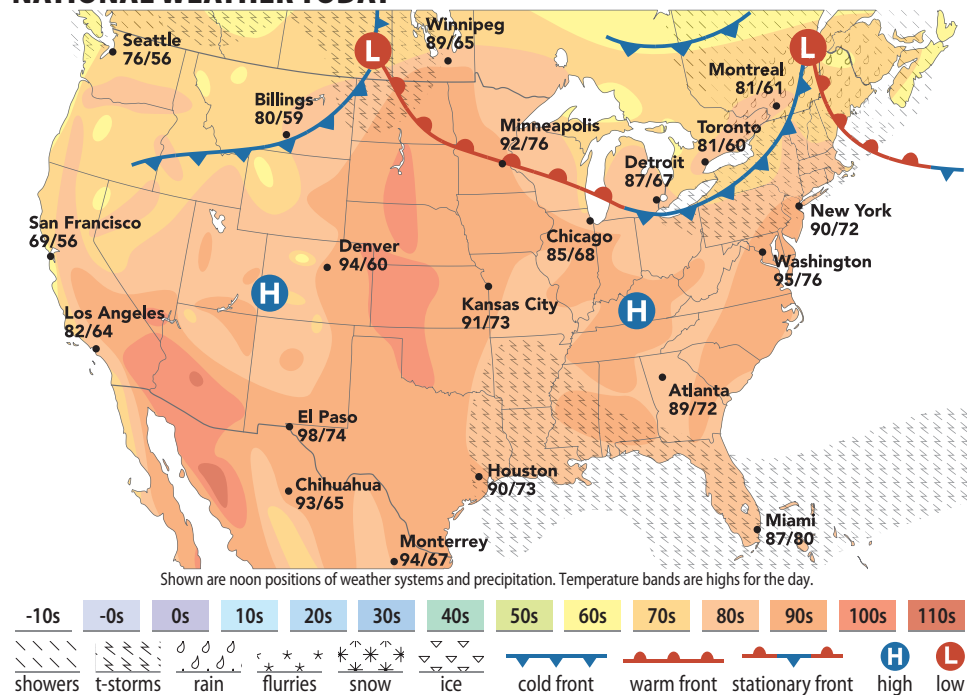 NATIONAL WEATHER TODAY
L
L
Winnipeg
89/65
Seattle
76/56
Montreal
81/61
Billings
80/59
Minneapolis
92/76
Toronto
81/60
Detroit
87/67
San Francisco
69/56
New York
90/72
Denver
94/60
Chicago
85/68
Washington
95/76
H
Kansas City
91/73
H
Los Angeles
82/64
Atlanta
89/72
El Paso
98/74
Houston
90/73
Chihuahua
93/65
Miami
87/80
Monterrey
94/67
Shown are noon positions of weather systems and precipitation. Temperature bands are highs for the day.
-10s -0s 0s 10s 20s 30s 40s 50s 60s 70s 80s 90s 100s 110s
H L
showers t-storms rain flurries snow ice cold front warm front stationary front high low